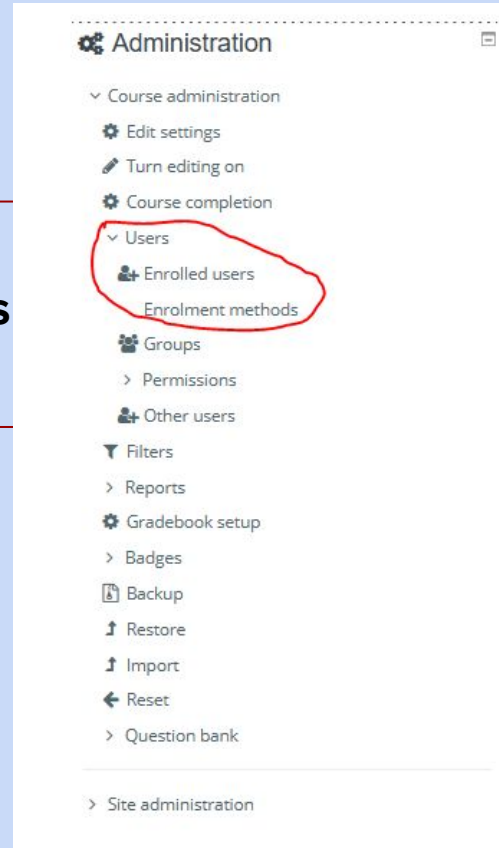 Administration
Course administration
Edit settings
Turn editing on
Course completion
Users
Enrolled users
s
Enrolment methods
Groups
Permissions
Other users
Filters
Reports
Gradebook setup
Badges
Backup
Restore
Import
Reset
Question bank
Site administration